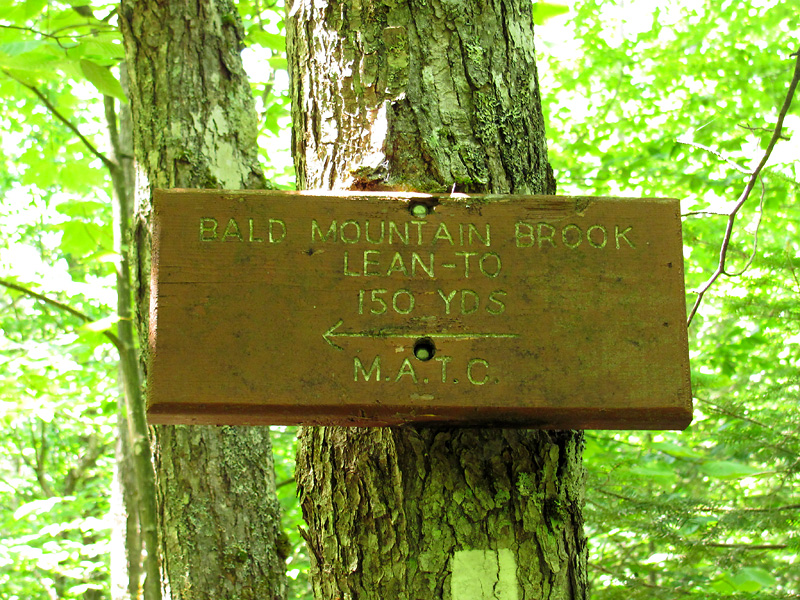 BALD MOUNTAIN BROOK
LEAN-TO
150 YDS
M.A.T.C.